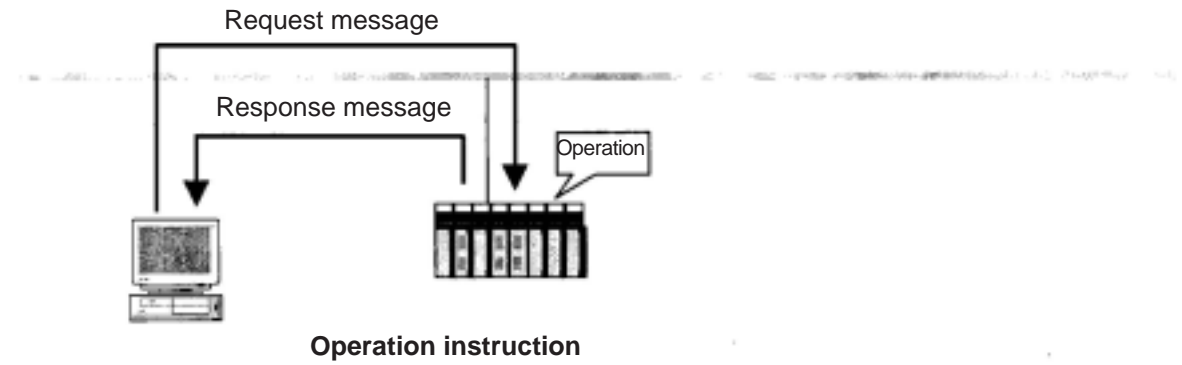 Request message
Response message
Operation
Operation instruction